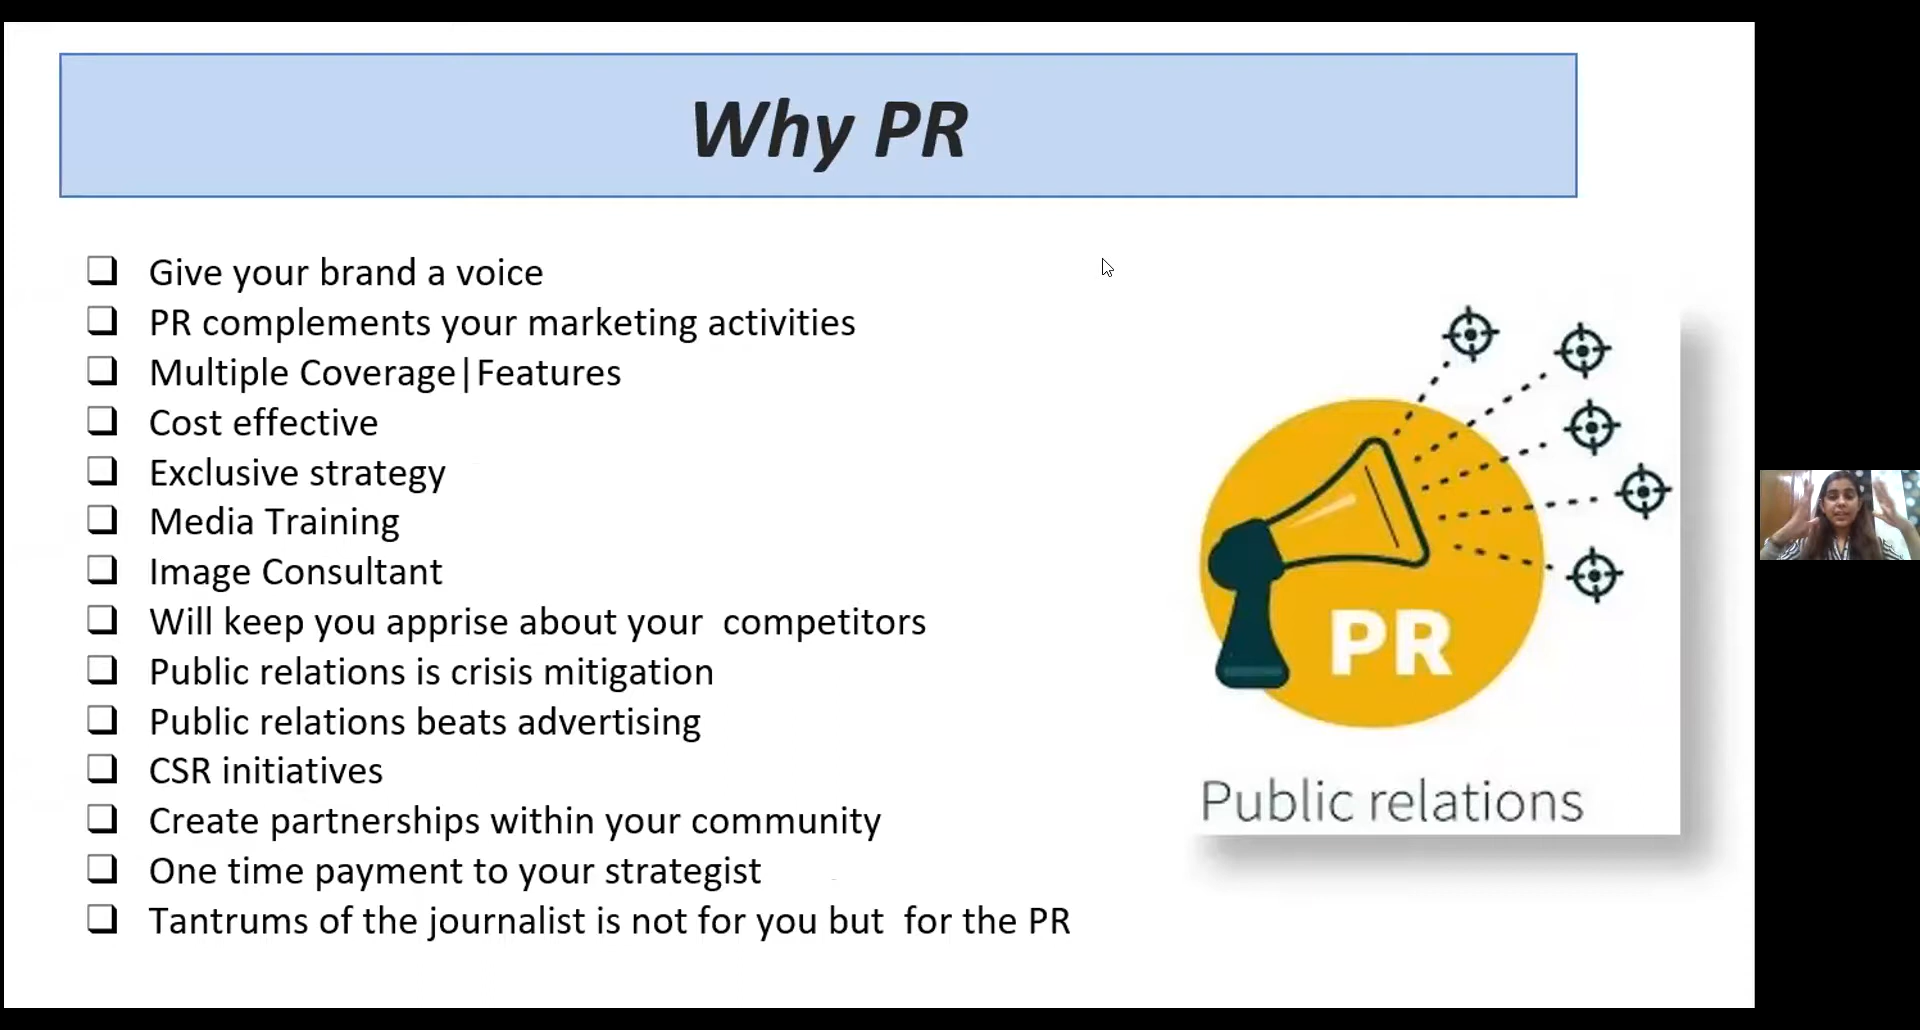 Why PR
Give your brand a voice
PR complements your marketing activities
Multiple Coverage|Features
Cost effective
Exclusive strategy
Media Training
Image Consultant
Will keep you apprise about your  competitors
Public relations is crisis mitigation
Public relations beats advertising
CSR initiatives
Create partnerships within your community
One time payment to your strategist
Tantrums of the journalist is not for you but  for the PR
PR
Public relations